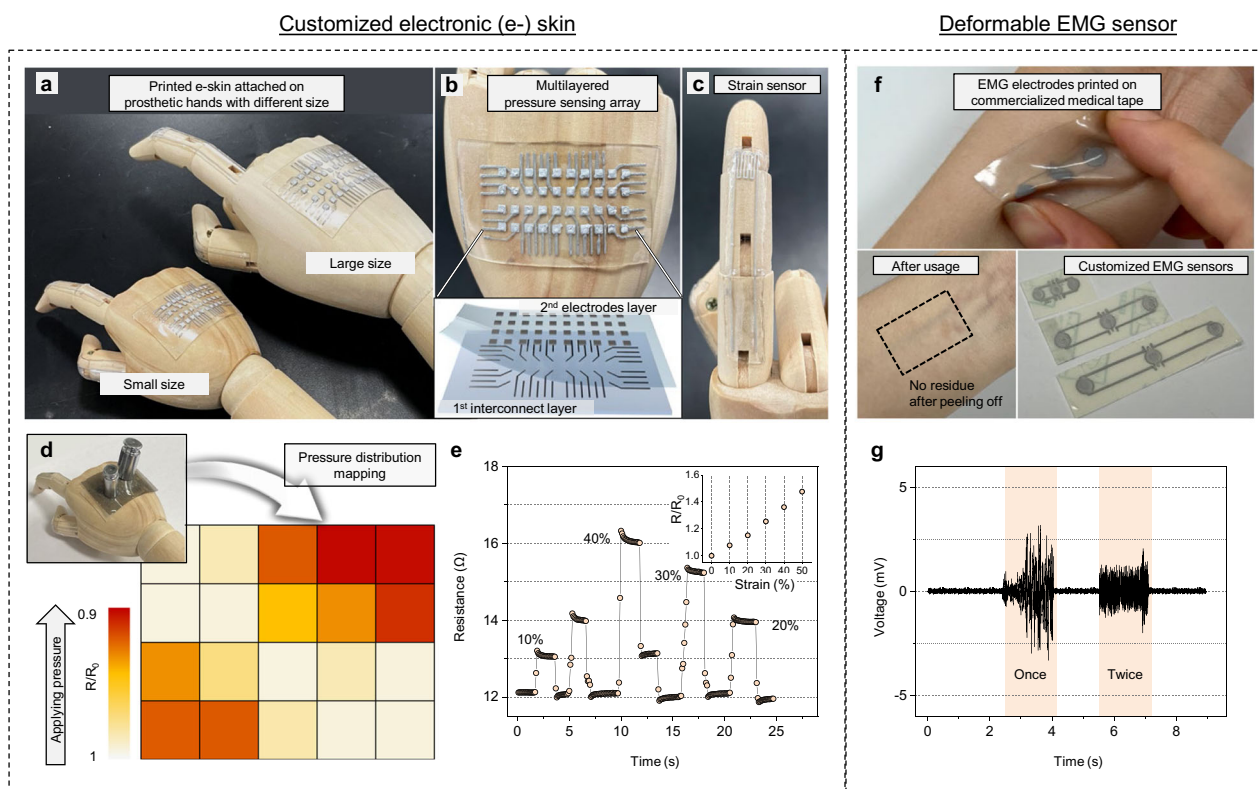 Customized electronic (e-) skin
Deformable EMG sensor
a
Printed e-skin attached on
prosthetic hands with different size
Large size
Small size
b
Multilayered
pressure sensing array
2nd electrodes layer
1st interconnect layer
c
Strain sensor
f
EMG electrodes printed on
commercialized medical tape
After usage
No residue
after peeling off
Customized EMG sensors
d
Pressure distribution
mapping
Applying pressure
0.9
R/R0
1
e
18
16
14
12
Resistance (Ω)
0
5
10
15
20
25
Time (s)
10%
40%
30%
20%
1.6
1.4
1.2
1.0
R/R0
0
10
20
30
40
50
Strain (%)
g
5
0
-5
Voltage (mV)
Once
Twice
0
2
4
6
8
Time (s)